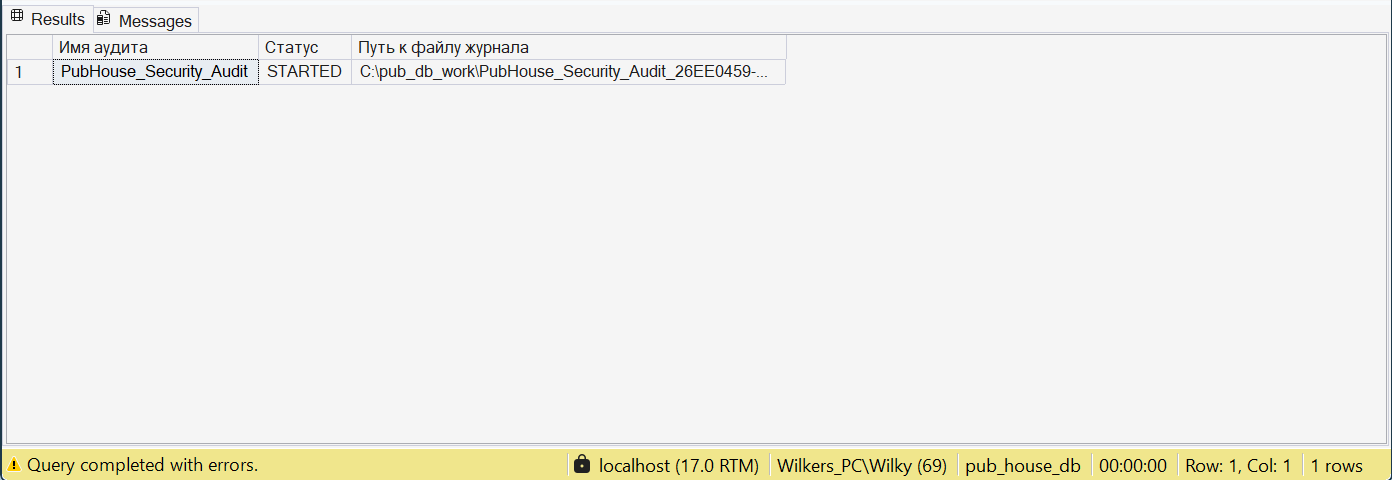 Results Messages
Имя аудита Статус Путь к файлу журнала
1 PubHouse_Security_Audit STARTED C:\pub_db_work\PubHouse_Security_Audit_26EE0459-...
Query completed with errors. localhost (17.0 RTM) Wilkers_PC\Wilky (69) pub_house_db 00:00:00 Row: 1, Col: 1 1 rows